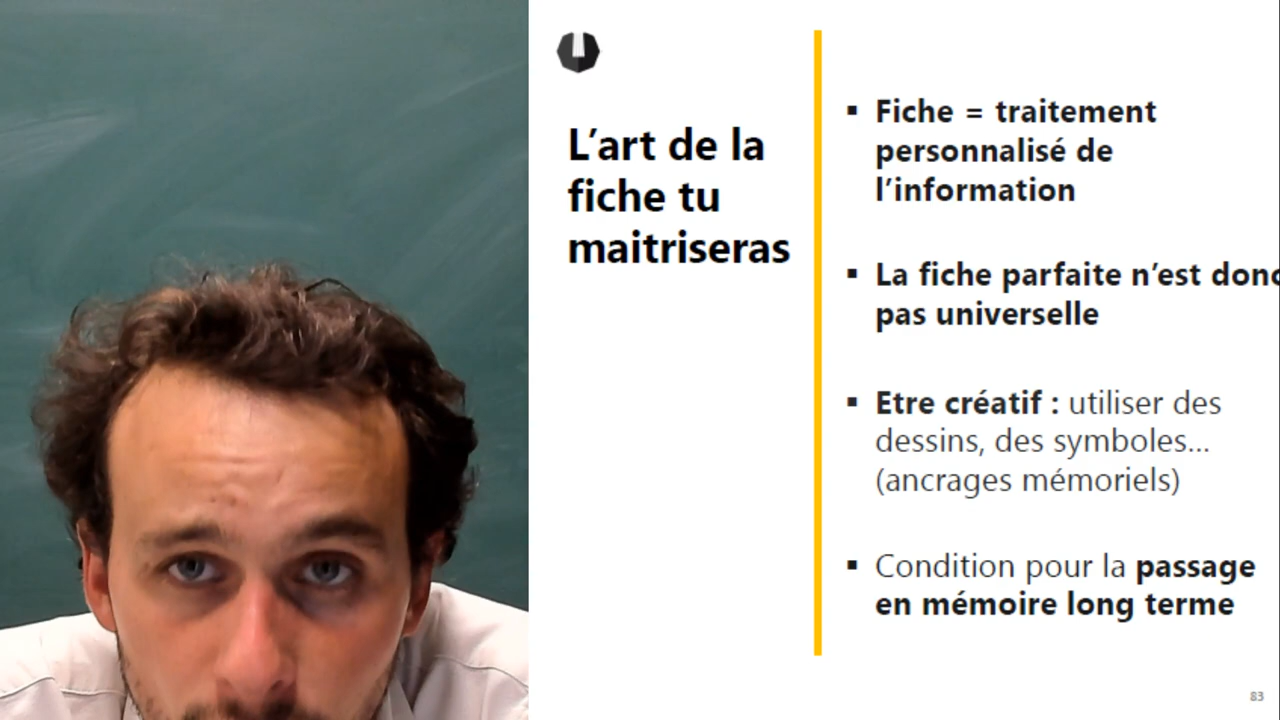 L’art de la
fiche tu
maitriseras
▪ Fiche = traitement
personnalisé de
l’information
▪ La fiche parfaite n’est donc
pas universelle
▪ Etre créatif : utiliser des
dessins, des symboles...
(ancrages mémoriels)
▪ Condition pour la passage
en mémoire long terme
83